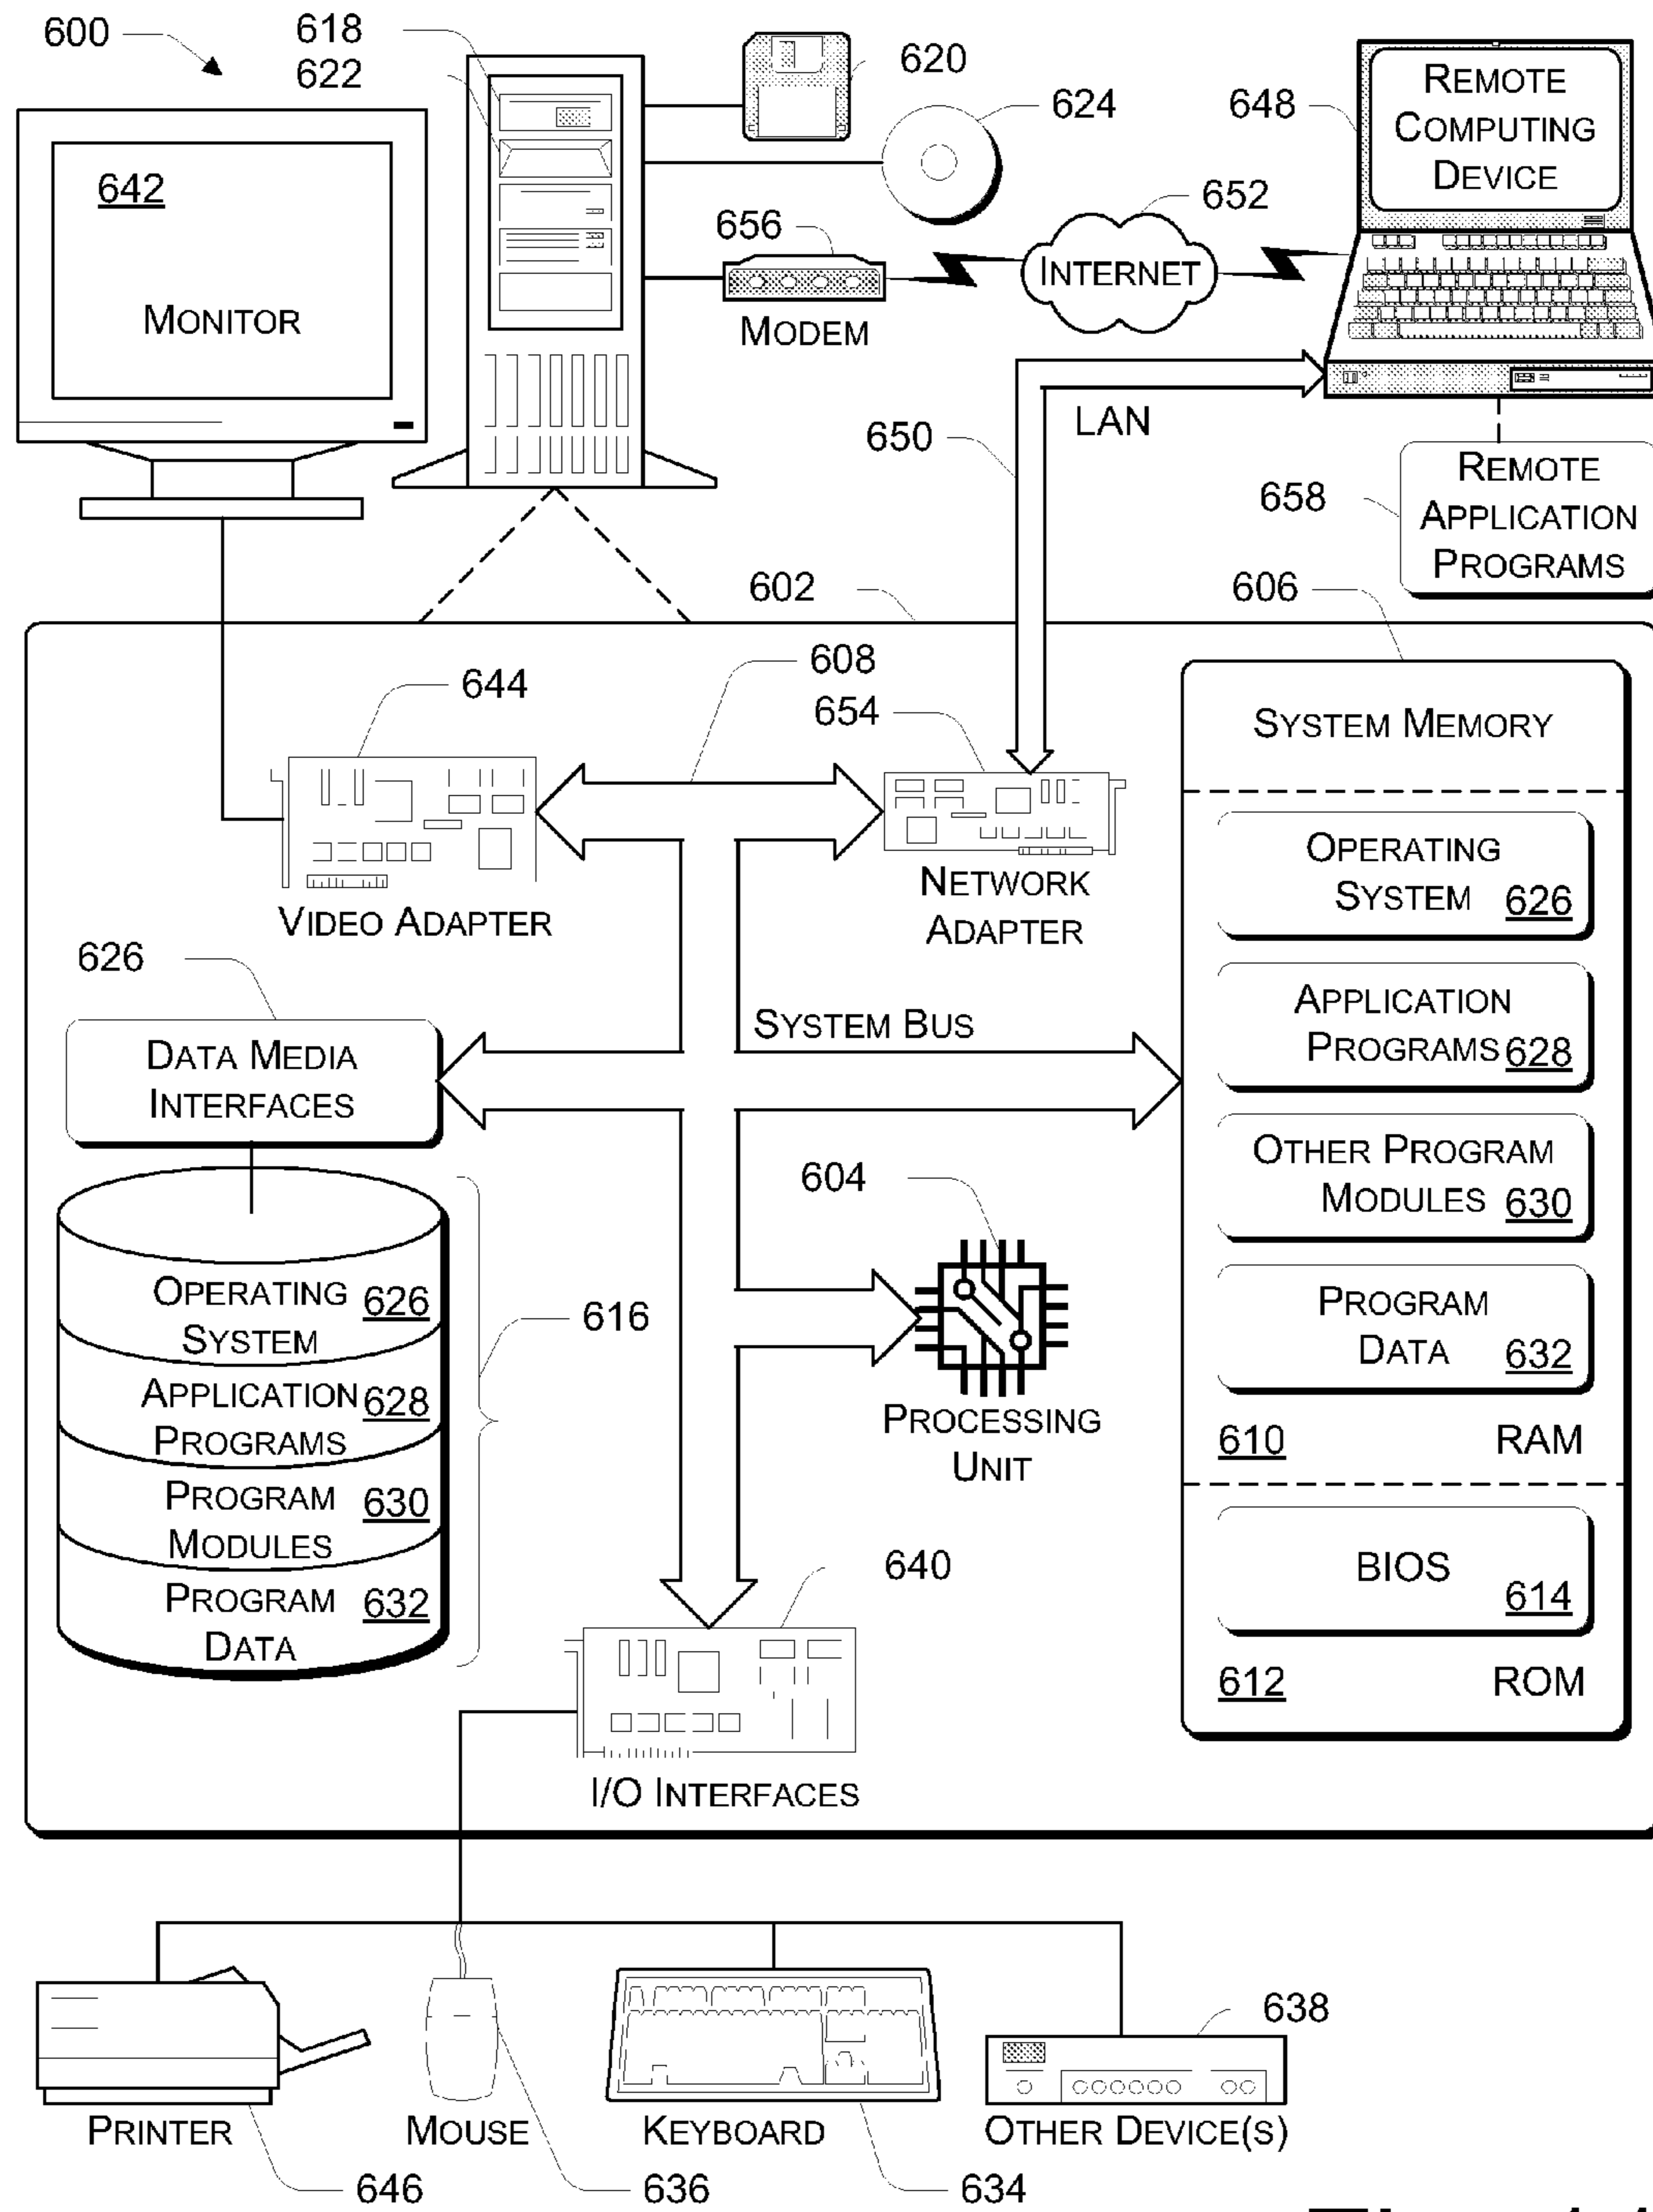 600
618
622
620
624
648
REMOTE
COMPUTING
DEVICE
642
MONITOR
656
MODEM
652
INTERNET
650
LAN
658
REMOTE
APPLICATION
PROGRAMS
602
606
608
644
654
VIDEO ADAPTER
NETWORK
ADAPTER
SYSTEM MEMORY
OPERATING
SYSTEM 626
APPLICATION
PROGRAMS 628
OTHER PROGRAM
MODULES 630
PROGRAM
DATA 632
610 RAM
BIOS
614
612 ROM
626
DATA MEDIA
INTERFACES
SYSTEM BUS
604
PROCESSING
UNIT
OPERATING 626
SYSTEM
APPLICATION 628
PROGRAMS
PROGRAM 630
MODULES
PROGRAM 632
DATA
616
640
I/O INTERFACES
638
PRINTER
MOUSE
KEYBOARD
OTHER DEVICE(S)
646
636
634